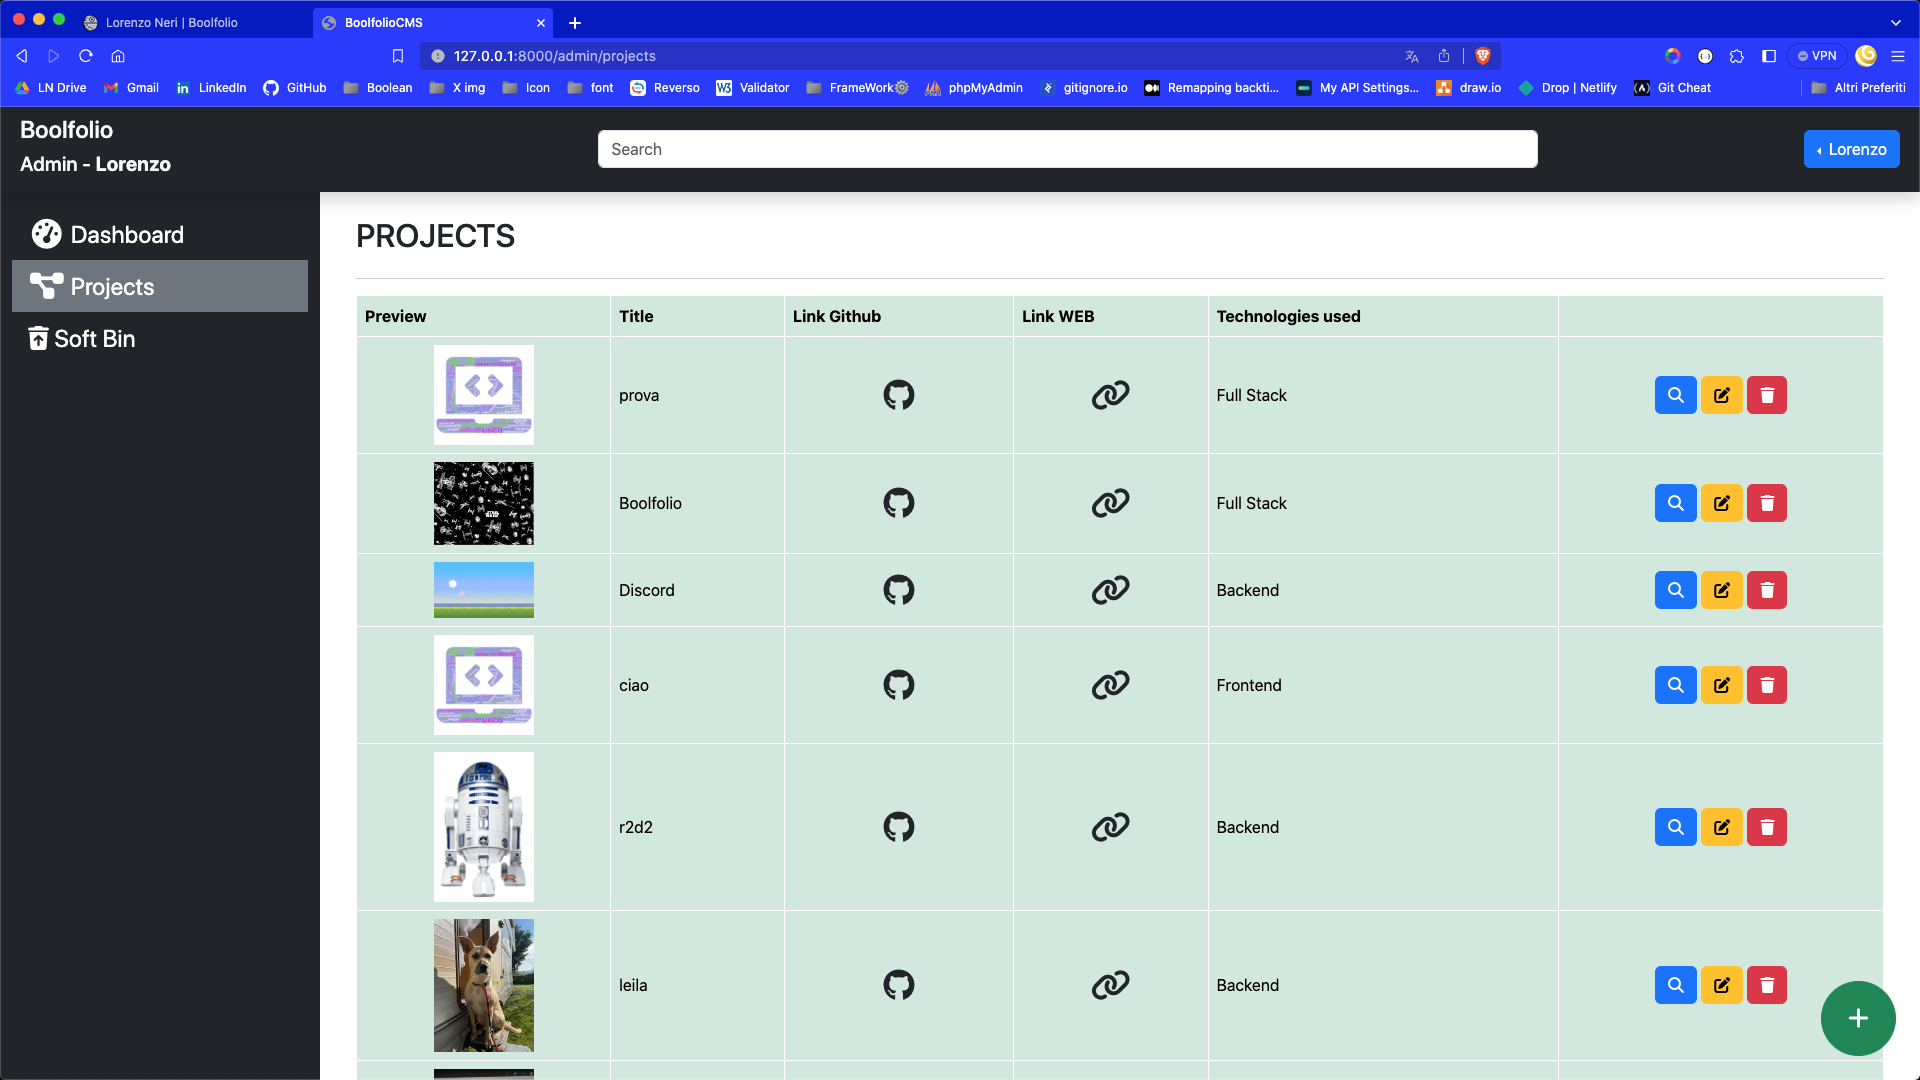 Lorenzo Neri | Boolfolio
BoolfolioCMS
127.0.0.1:8000/admin/projects
VPN
LN Drive
Gmail
LinkedIn
GitHub
Boolean
X img
Icon
font
Reverso
Validator
FrameWork
phpMyAdmin
gitignore.io
Remapping backti...
My API Settings...
draw.io
Drop | Netlify
Git Cheat
Altri Preferiti
Boolfolio
Admin - Lorenzo
Search
Lorenzo
Dashboard
Projects
Soft Bin
PROJECTS
Preview Title Link Github Link WEB Technologies used
prova Full Stack
Boolfolio Full Stack
Discord Backend
ciao Frontend
r2d2 Backend
leila Backend